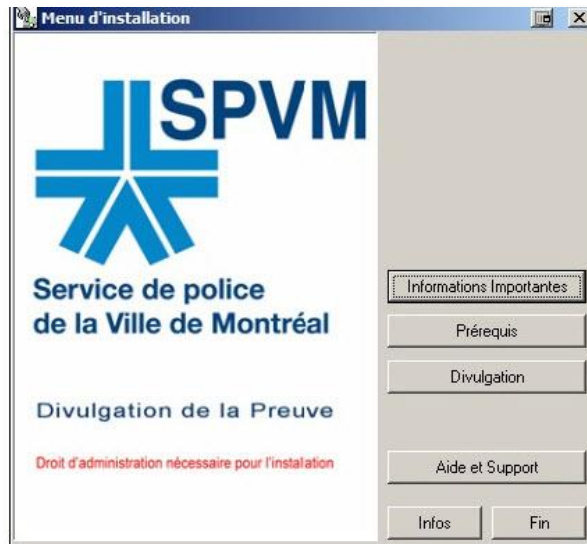 Menu d'installation
SPVM
Service de police
de la Ville de Montréal
Divulgation de la Preuve
Droit d'administration nécessaire pour l'instalation
Informations Importantes
Prérequis
Divulgation
Aide et Support
Infos
Fin